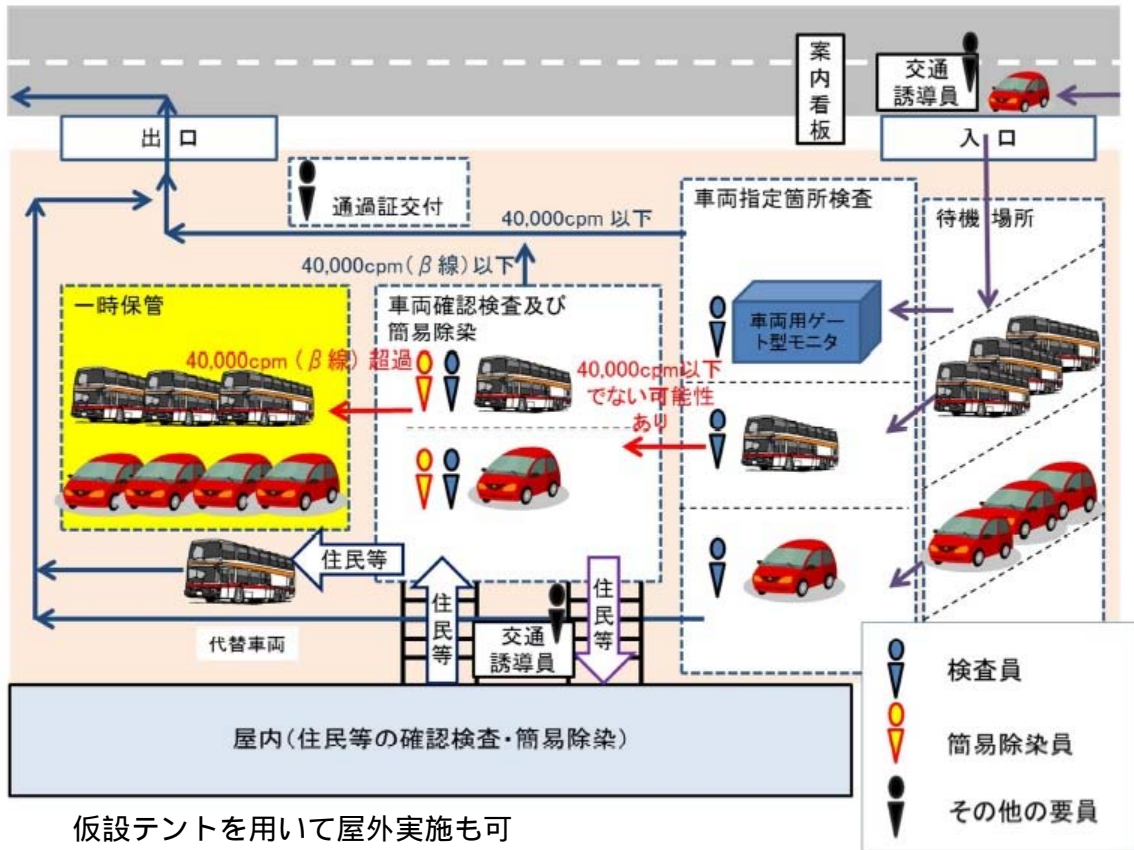 案内看板
交通
誘導員
出口
入口
通過証交付
40,000cpm 以下
車両指定箇所検査
待機場所
40,000cpm(β線)以下
一時保管
車両確認検査及び
簡易除染
車両用ゲー
ト型モニタ
40,000cpm(β線)超過
40,000cpm以下
でない可能性
あり
住民等
住民等
住民等
代替車両
交通
誘導員
屋内(住民等の確認検査・簡易除染)
検査員
簡易除染員
その他の要員
仮設テントを用いて屋外実施も可